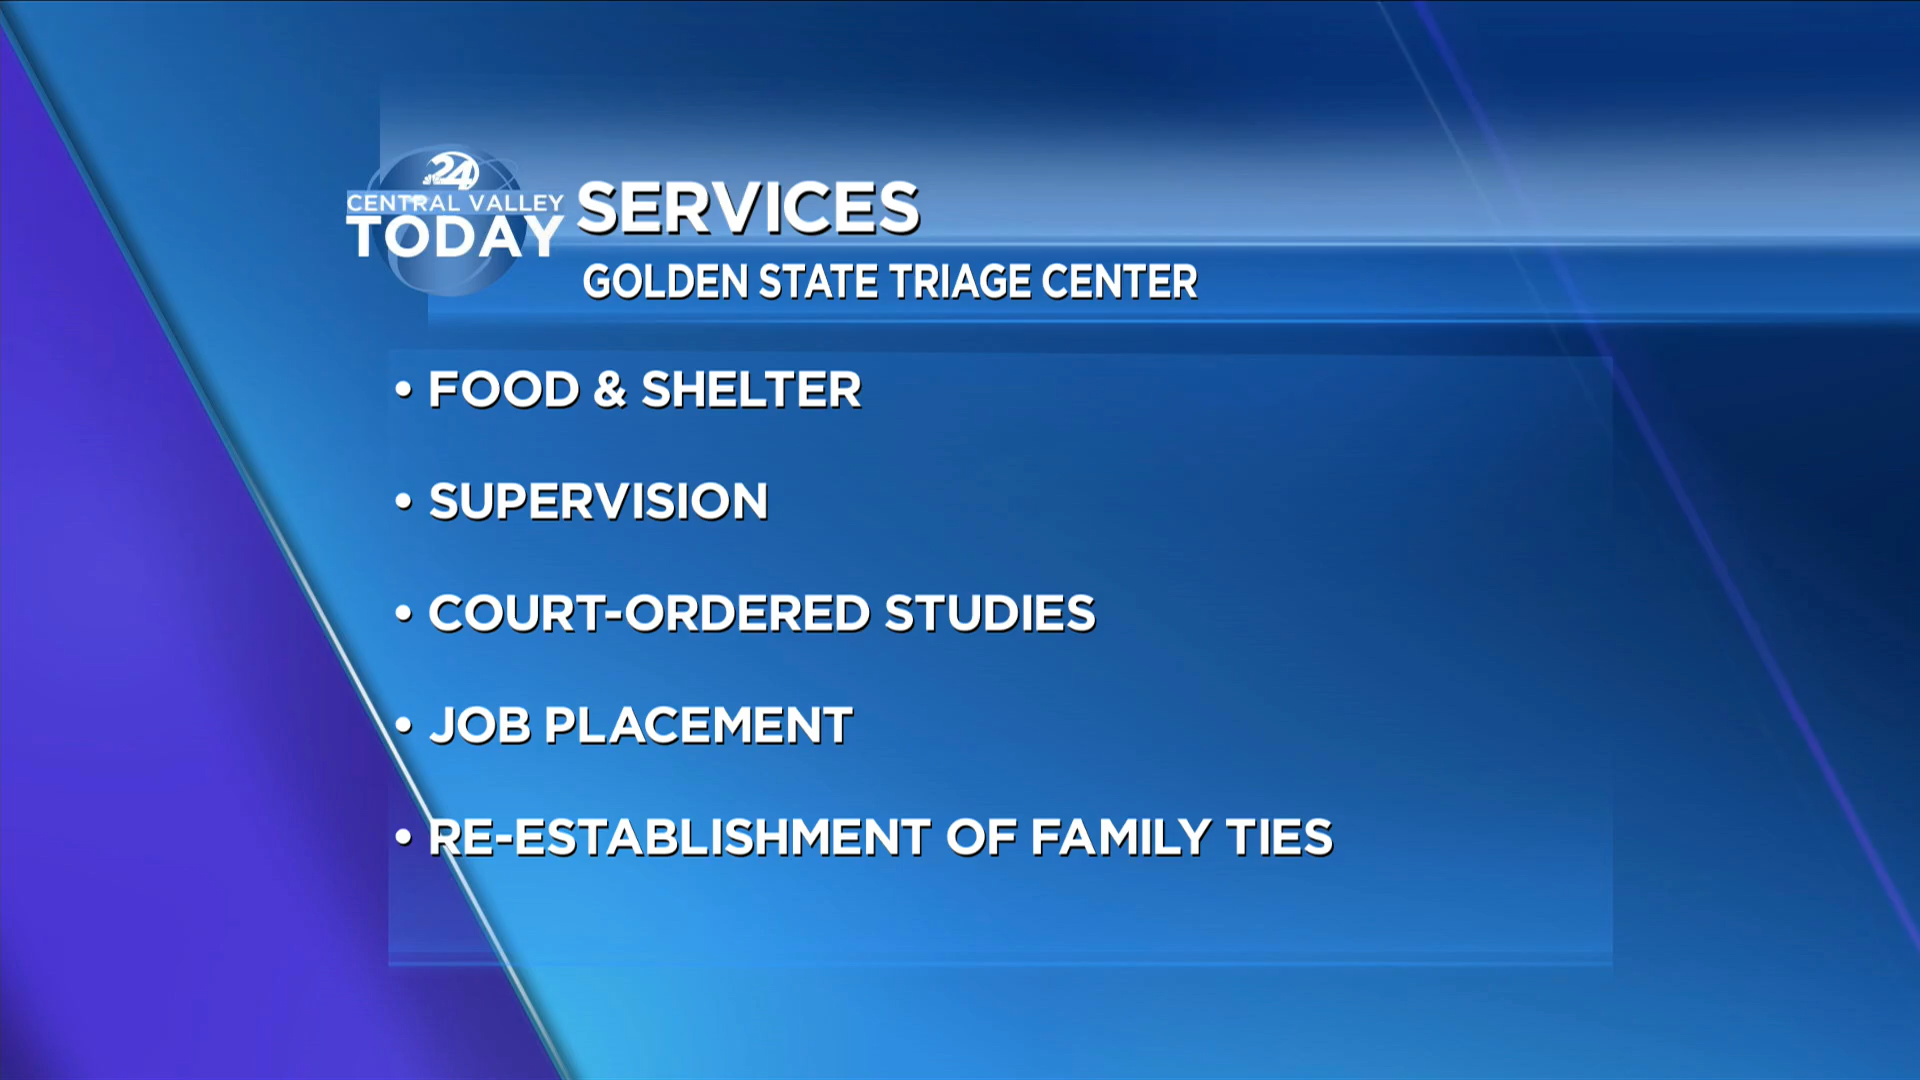 24
CENTRAL VALLEY
TODAY
SERVICES
GOLDEN STATE TRIAGE CENTER
• FOOD & SHELTER
• SUPERVISION
• COURT-ORDERED STUDIES
• JOB PLACEMENT
• RE-ESTABLISHMENT OF FAMILY TIES